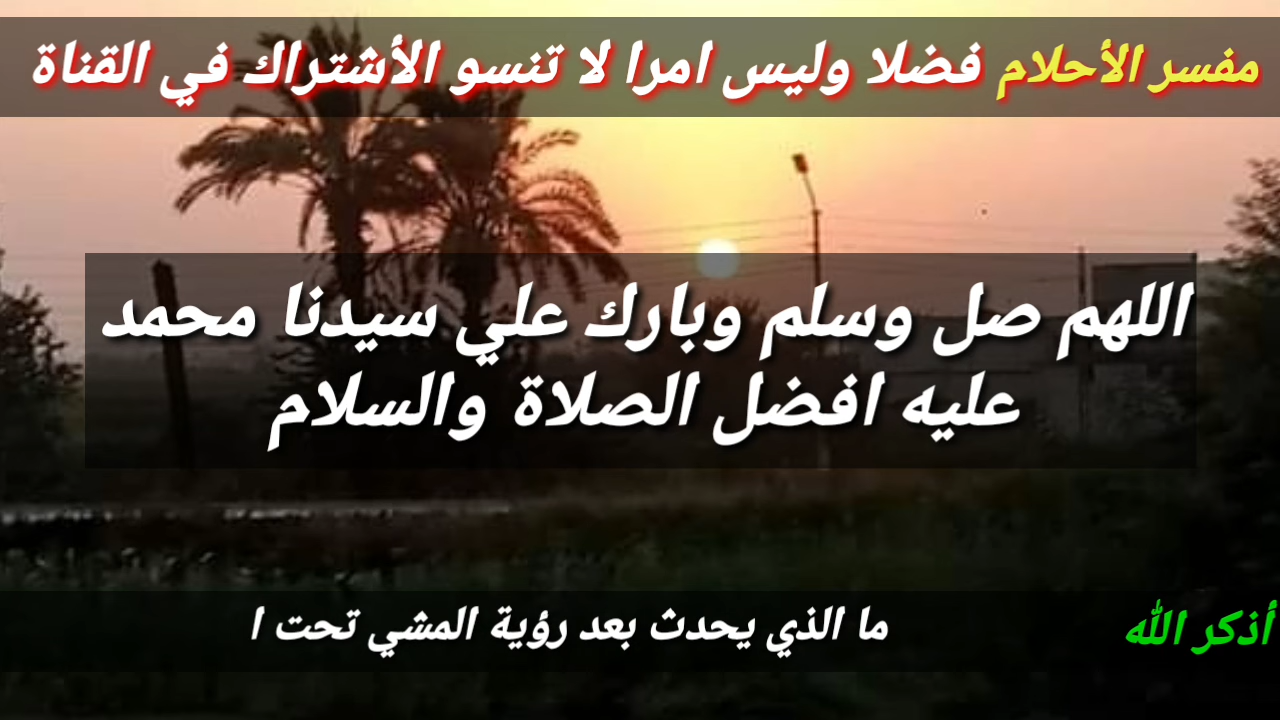 مفسر الأحلام فضلا وليس امرا لا تنسو الأشتراك في القناة
اللهم صل وسلم وبارك علي سيدنا محمد
عليه افضل الصلاة والسلام
أذكر الله
ما الذي يحدث بعد رؤية المشي تحت ا